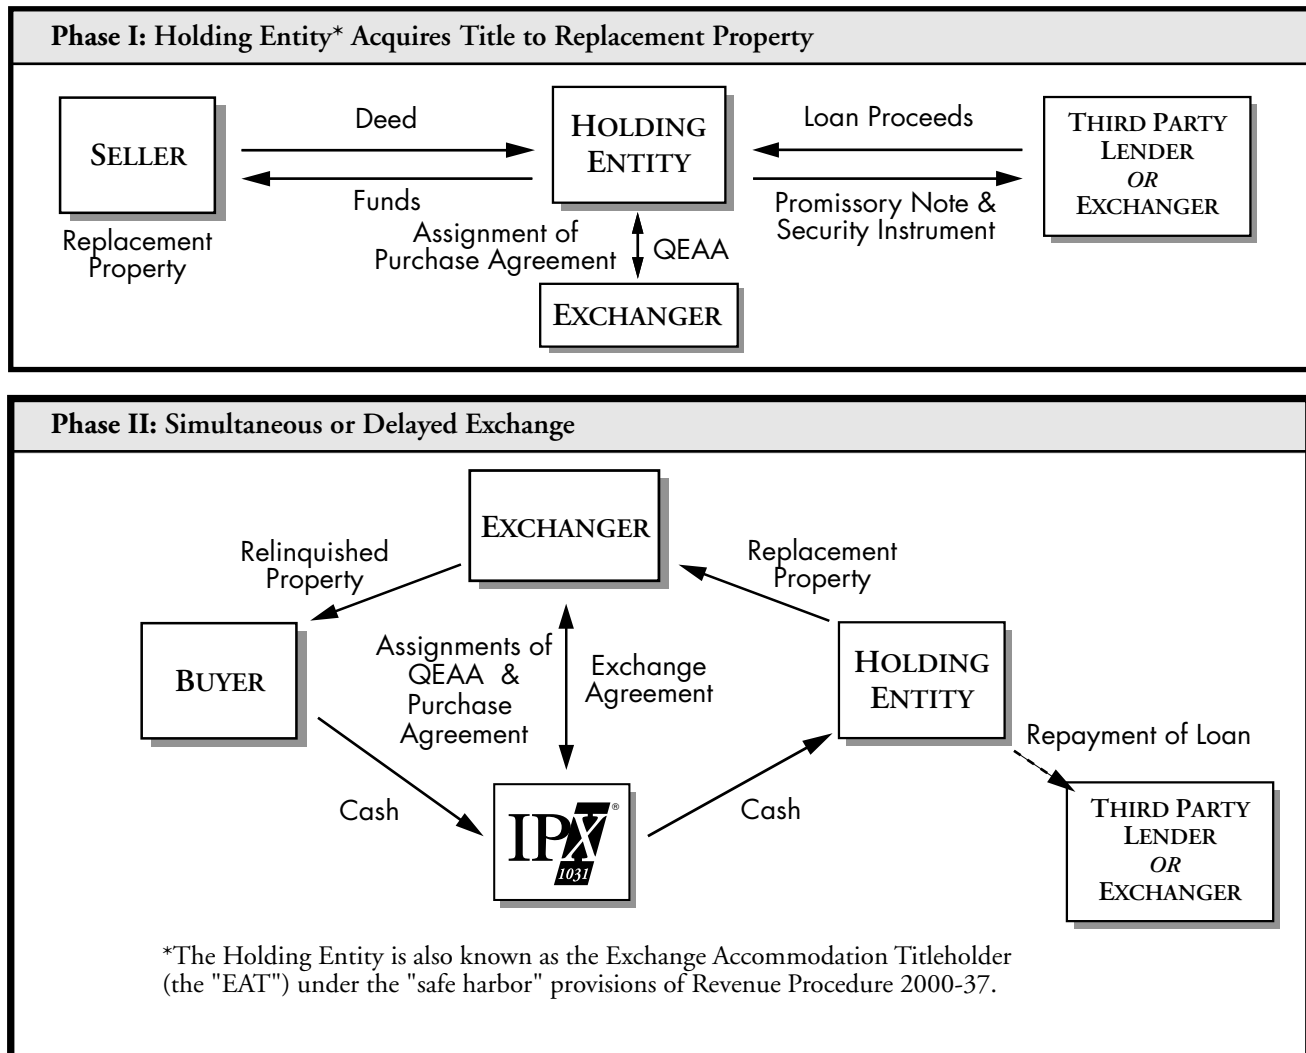 Phase I: Holding Entity* Acquires Title to Replacement Property
SELLER
Replacement
Property
Deed
Funds
HOLDING
ENTITY
Assignment of
Purchase Agreement
QEAA
EXCHANGER
Loan Proceeds
Promissory Note &
Security Instrument
THIRD PARTY
LENDER
OR
EXCHANGER
Phase II: Simultaneous or Delayed Exchange
EXCHANGER
Relinquished
Property
Replacement
Property
BUYER
Assignments of
QEAA &
Purchase
Agreement
Exchange
Agreement
HOLDING
ENTITY
Repayment of Loan
Cash
IPX®
1031
Cash
THIRD PARTY
LENDER
OR
EXCHANGER
*The Holding Entity is also known as the Exchange Accommodation Titleholder
(the "EAT") under the "safe harbor" provisions of Revenue Procedure 2000-37.